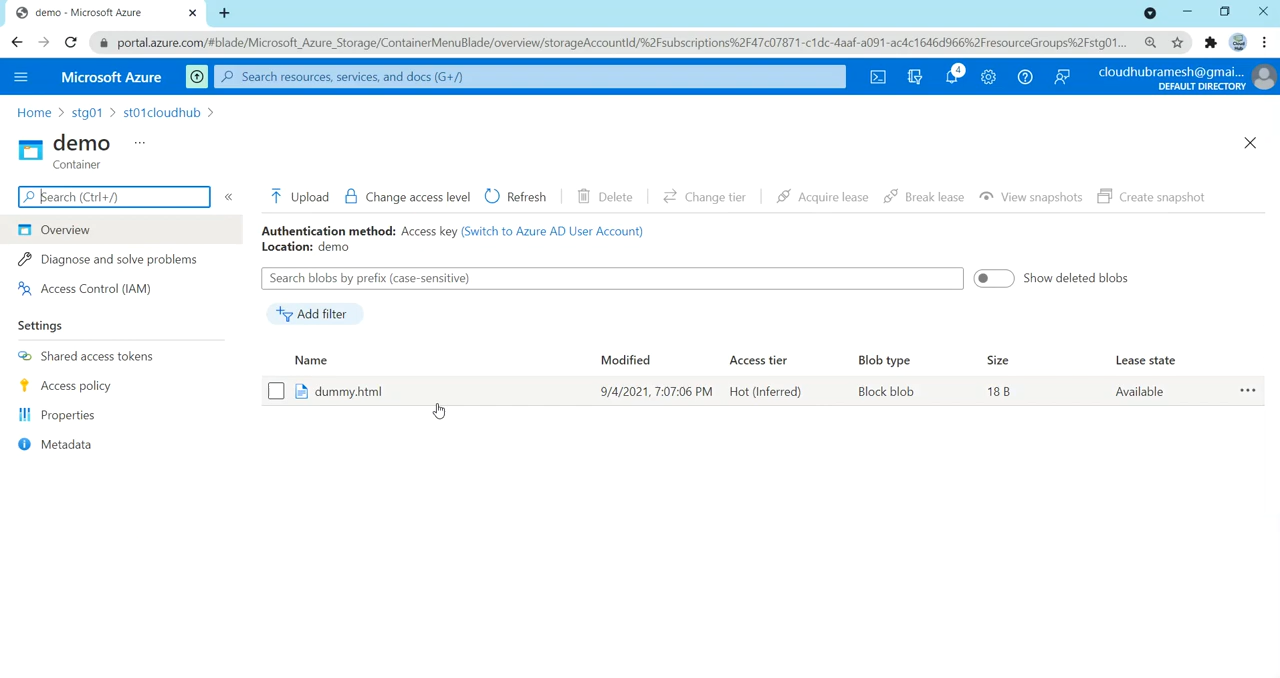 demo - Microsoft Azure
portal.azure.com/#blade/Microsoft_Azure_Storage/ContainerMenuBlade/overview/storageAccountId/%2Fsubscriptions%2F47c07871-c1dc-4aaf-a091-ac4c1646d966%2FresourceGroups%2Fstg01...
Microsoft Azure
Search resources, services, and docs (G+/)
4
cloudhubramesh@gmai...
DEFAULT DIRECTORY
Home > stg01 > st01cloudhub >
demo ...
Container
Search (Ctrl+/)
«
Overview
Diagnose and solve problems
Access Control (IAM)
Settings
Shared access tokens
Access policy
Properties
Metadata
Upload Change access level Refresh Delete Change tier Acquire lease Break lease View snapshots Create snapshot
Authentication method: Access key (Switch to Azure AD User Account)
Location: demo
Search blobs by prefix (case-sensitive)
Show deleted blobs
Add filter
Name Modified Access tier Blob type Size Lease state
dummy.html 9/4/2021, 7:07:06 PM Hot (Inferred) Block blob 18 B Available ...